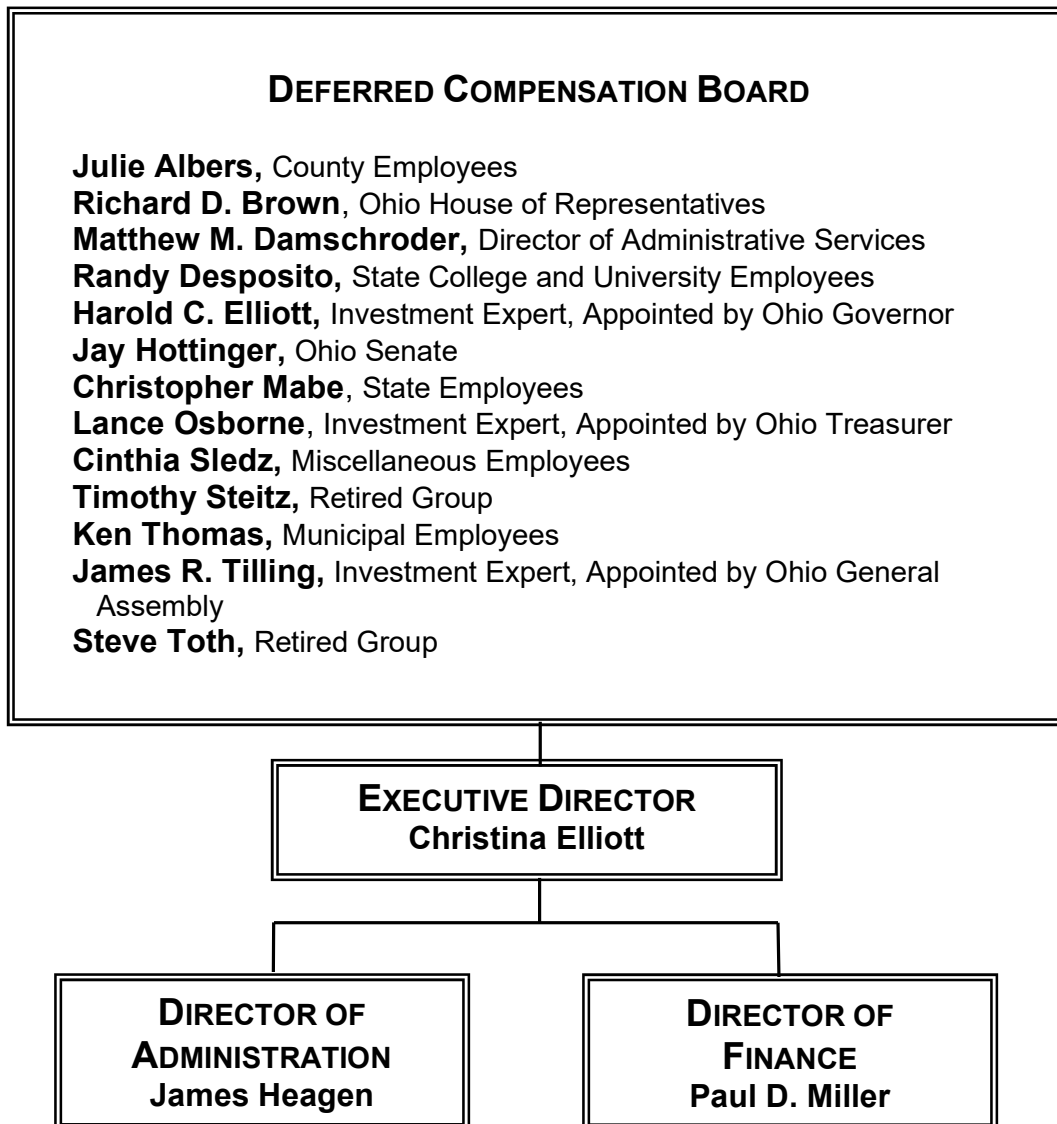 DEFERRED COMPENSATION BOARD
Julie Albers, County Employees
Richard D. Brown, Ohio House of Representatives
Matthew M. Damschroder, Director of Administrative Services
Randy Desposito, State College and University Employees
Harold C. Elliott, Investment Expert, Appointed by Ohio Governor
Jay Hottinger, Ohio Senate
Christopher Mabe, State Employees
Lance Osborne, Investment Expert, Appointed by Ohio Treasurer
Cinthia Sledz, Miscellaneous Employees
Timothy Steitz, Retired Group
Ken Thomas, Municipal Employees
James R. Tilling, Investment Expert, Appointed by Ohio General
Assembly
Steve Toth, Retired Group
EXECUTIVE DIRECTOR
Christina Elliott
DIRECTOR OF
ADMINISTRATION
James Heagen
DIRECTOR OF
FINANCE
Paul D. Miller